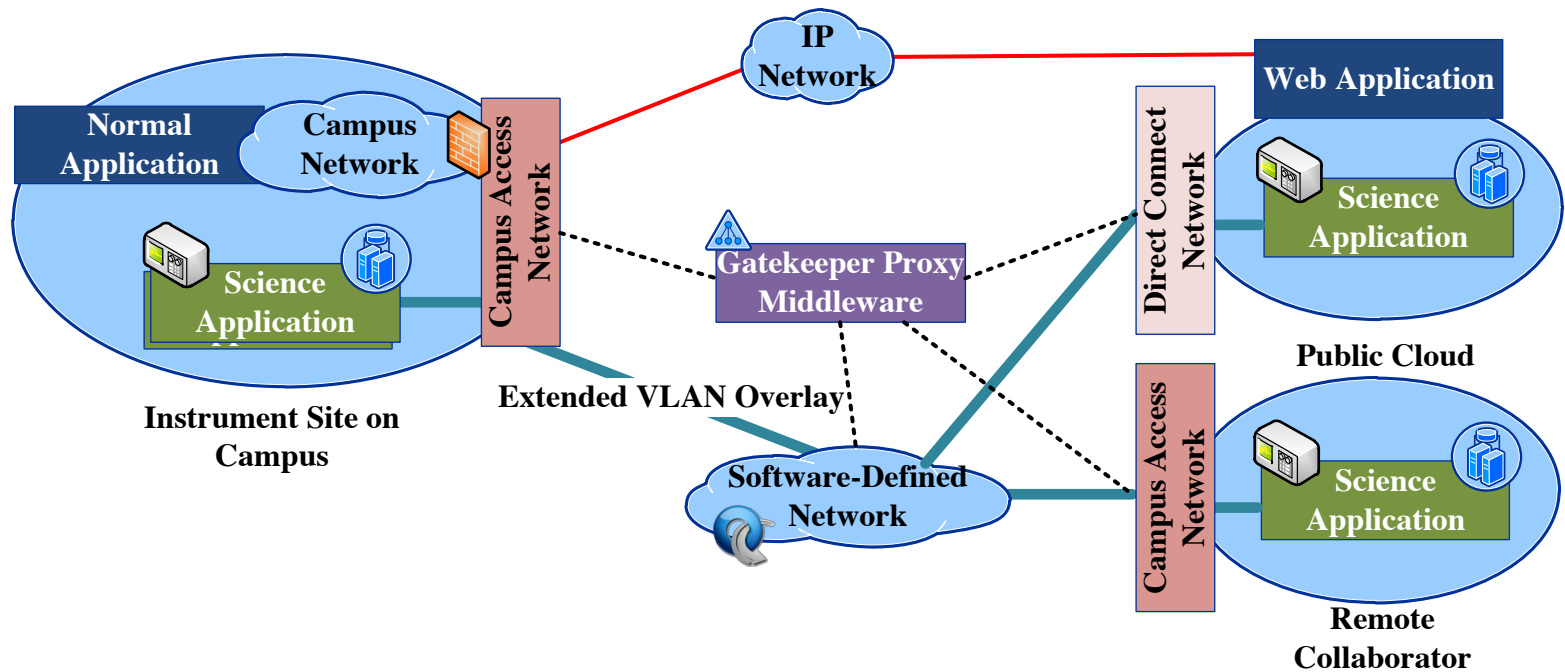 IP
Network
Web Application
Normal
Application
Campus
Network
Campus Access
Network
Science
Application
Instrument Site on
Campus
Gatekeeper Proxy
Middleware
Extended VLAN Overlay
Software-Defined
Network
Direct Connect
Network
Science
Application
Public Cloud
Campus Access
Network
Science
Application
Remote
Collaborator